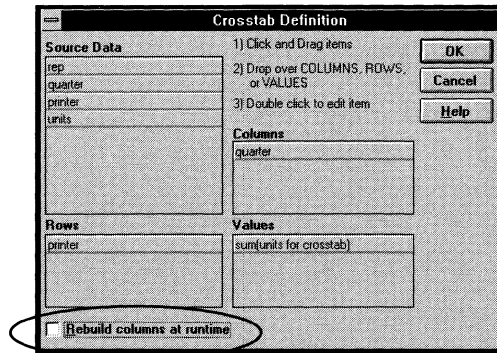 Crosstab Definition
Source Data
rep
quarter
printer
units
1) Click and Drag items
2) Drop over COLUMNS, ROWS,
or VALUES
3) Double click to edit item
OK
Cancel
Help
Columns
quarter
Rows
printer
Values
sum(units for crosstab)
Rebuild columns at runtime